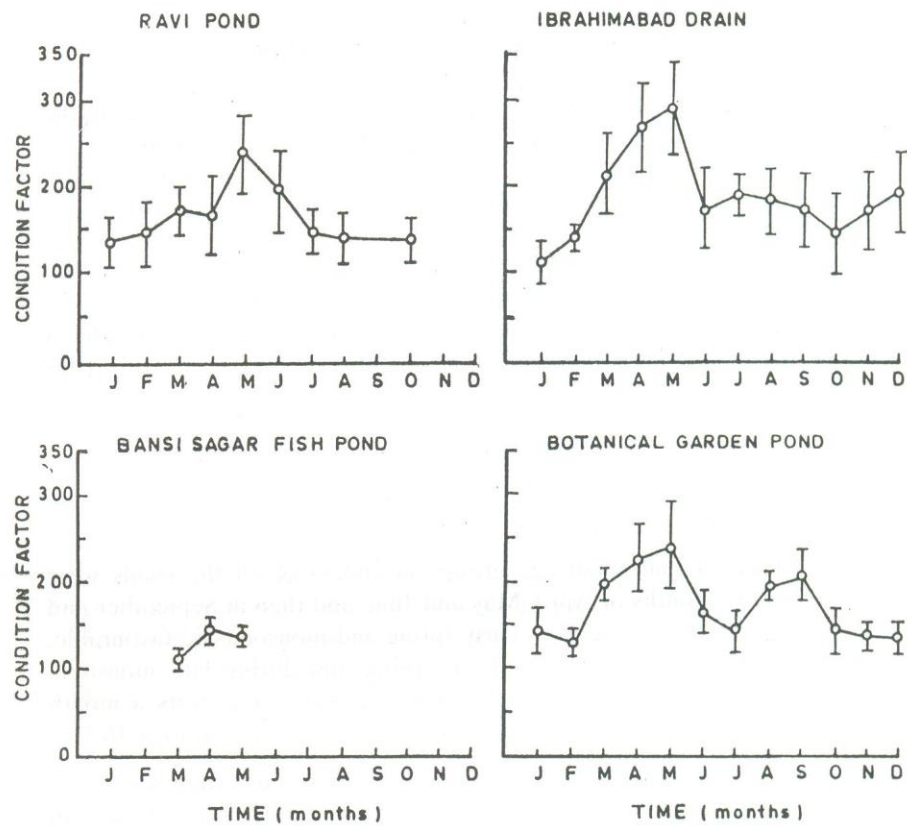 RAVI POND
IBRAHIMABAD DRAIN
350
300
200
100
0
CONDITION FACTOR
J F M A M J J A S O N D
J F M A M J J A S O N D
BANSI SAGAR FISH POND
BOTANICAL GARDEN POND
350
300
200
100
0
CONDITION FACTOR
M A M J J A S O N D
J F M A M J J A S O N D
TIME (months)
TIME (months)